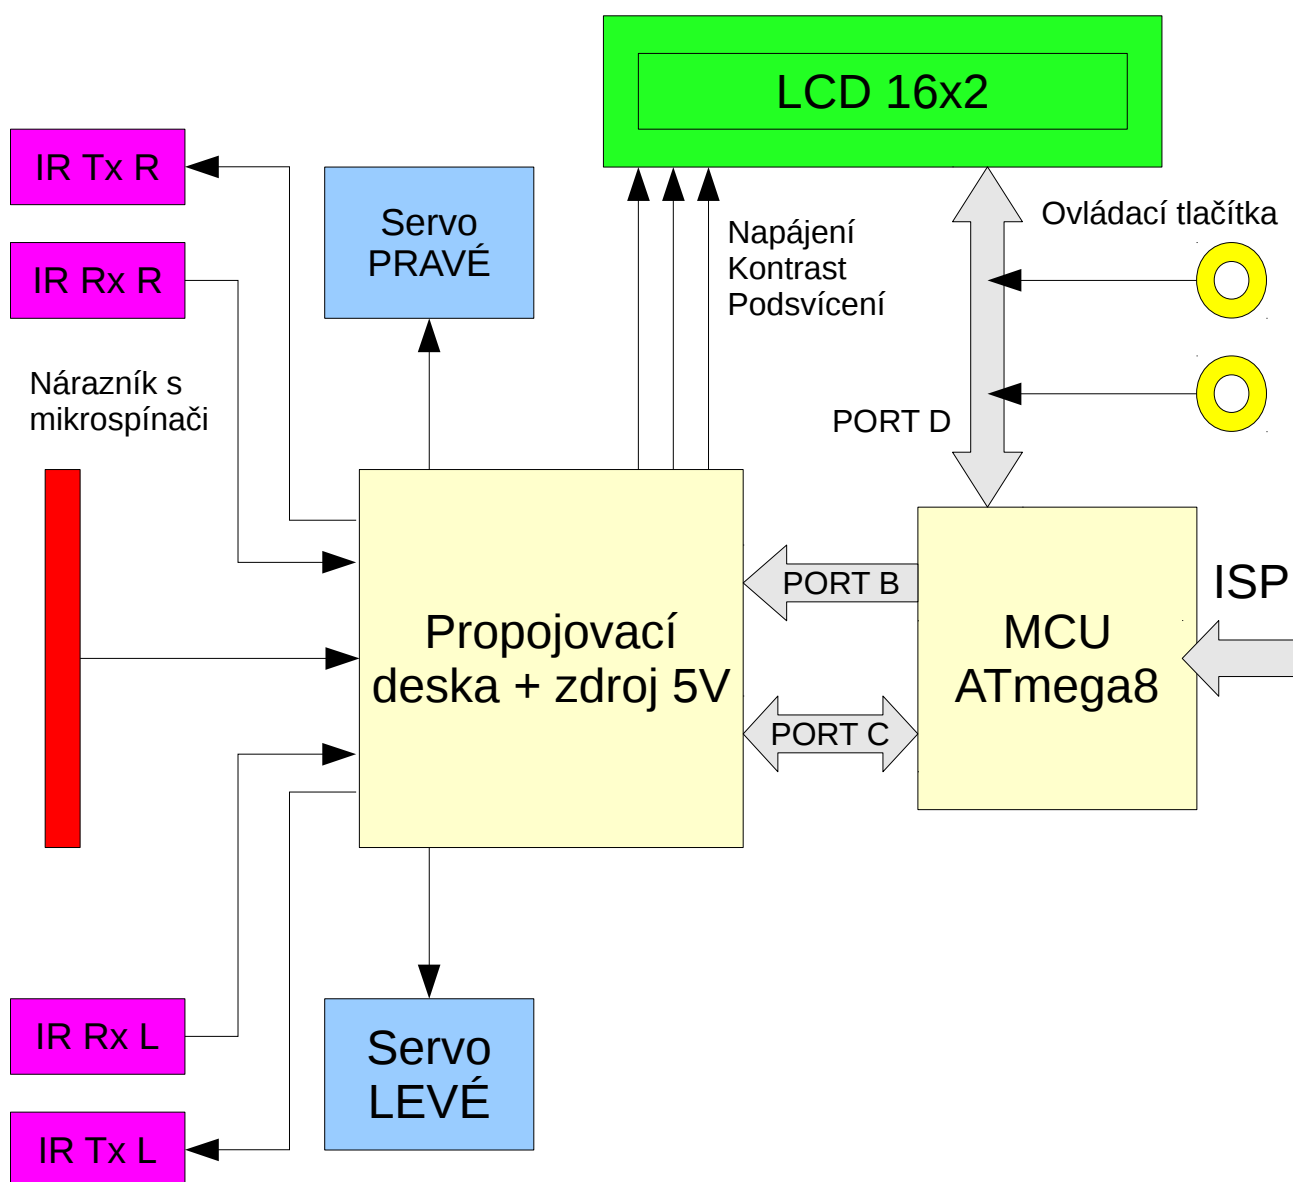 LCD 16x2
IR Tx R
Servo
PRAVÉ
Ovládací tlačítka
IR Rx R
Napájení
Kontrast
Podsvícení
Nárazník s
mikrospínači
PORT D
PORT B
ISP
Propojovací
deska + zdroj 5V
MCU
ATmega8
PORT C
IR Rx L
Servo
LEVÉ
IR Tx L